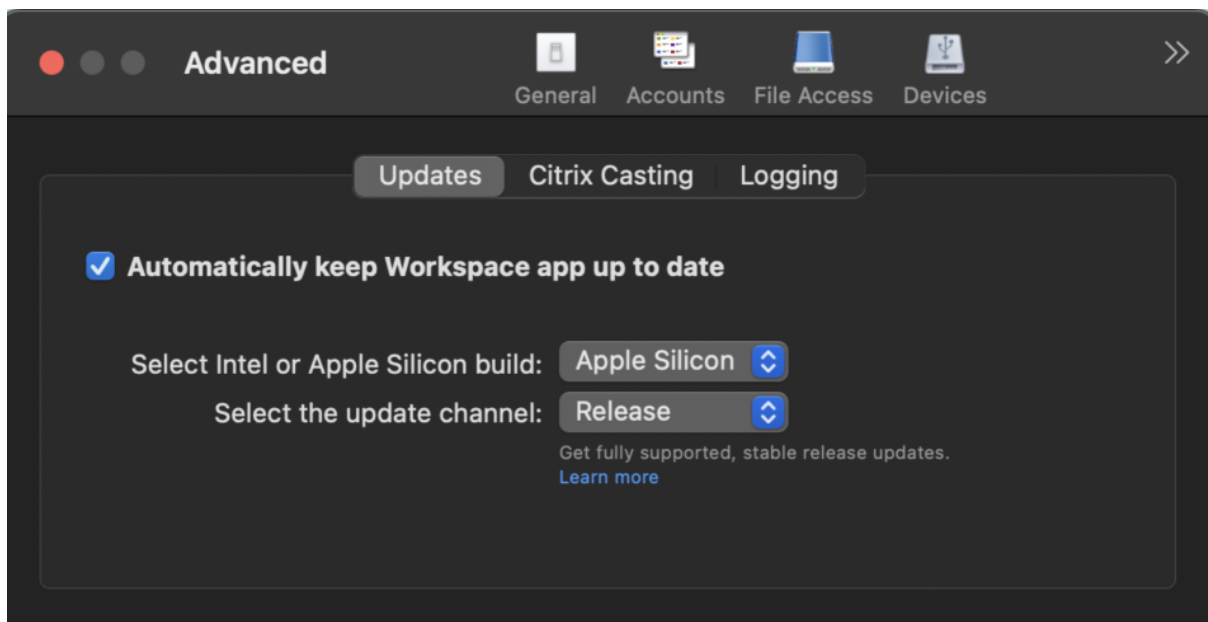 Advanced
General Accounts File Access Devices
Updates Citrix Casting Logging
Automatically keep Workspace app up to date
Select Intel or Apple Silicon build: Apple Silicon
Select the update channel: Release
Get fully supported, stable release updates.
Learn more